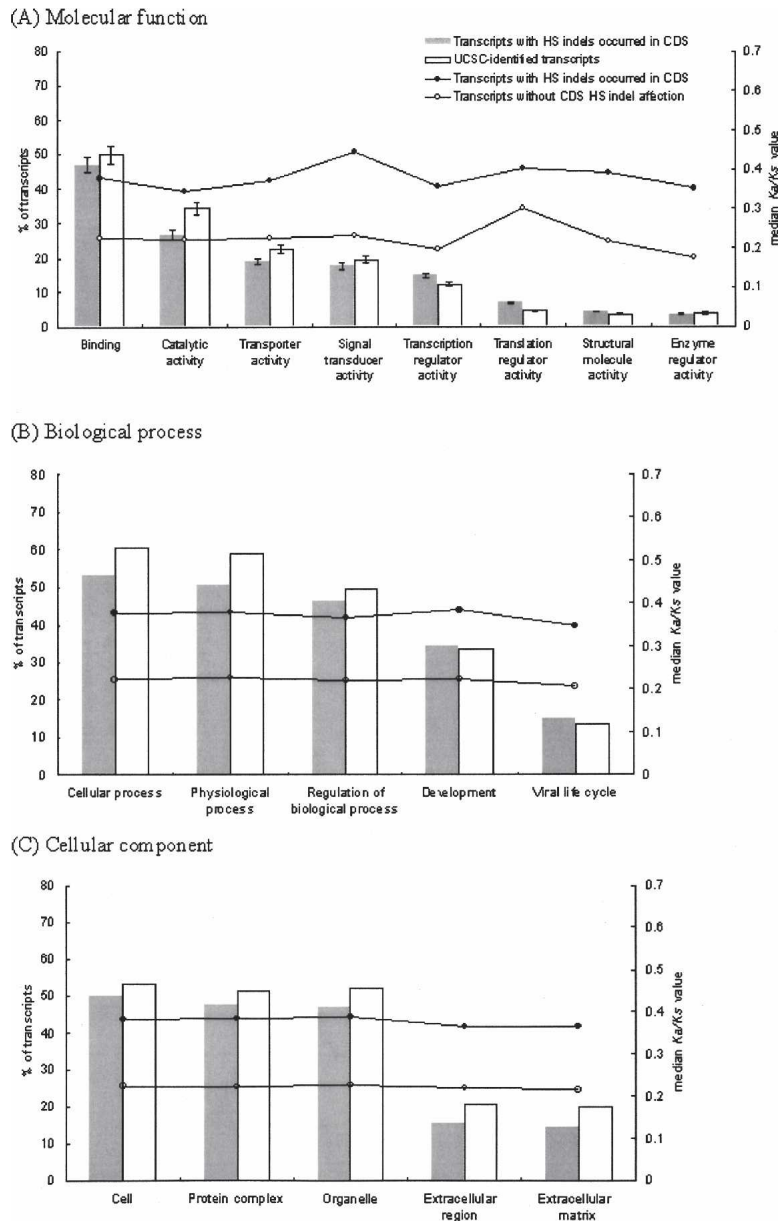 (A) Molecular function
Transcripts with HS indels occurred in CDS
UCSC-identified transcripts
Transcripts with HS indels occurred in CDS
Transcripts without CDS HS indel affection
% of transcripts
80
70
60
50
40
30
20
10
0
median Ka/Ks value
0.7
0.6
0.5
0.4
0.3
0.2
0.1
0
Binding
Catalytic activity
Transporter activity
Signal transducer activity
Transcription regulator activity
Translation regulator activity
Structural molecule activity
Enzyme regulator activity
(B) Biological process
% of transcripts
80
70
60
50
40
30
20
10
0
median Ka/Ks value
0.7
0.6
0.5
0.4
0.3
0.2
0.1
0
Cellular process
Physiological process
Regulation of biological process
Development
Viral life cycle
(C) Cellular component
% of transcripts
80
70
60
50
40
30
20
10
0
median Ka/Ks value
0.7
0.6
0.5
0.4
0.3
0.2
0.1
0
Cell
Protein complex
Organelle
Extracellular region
Extracellular matrix